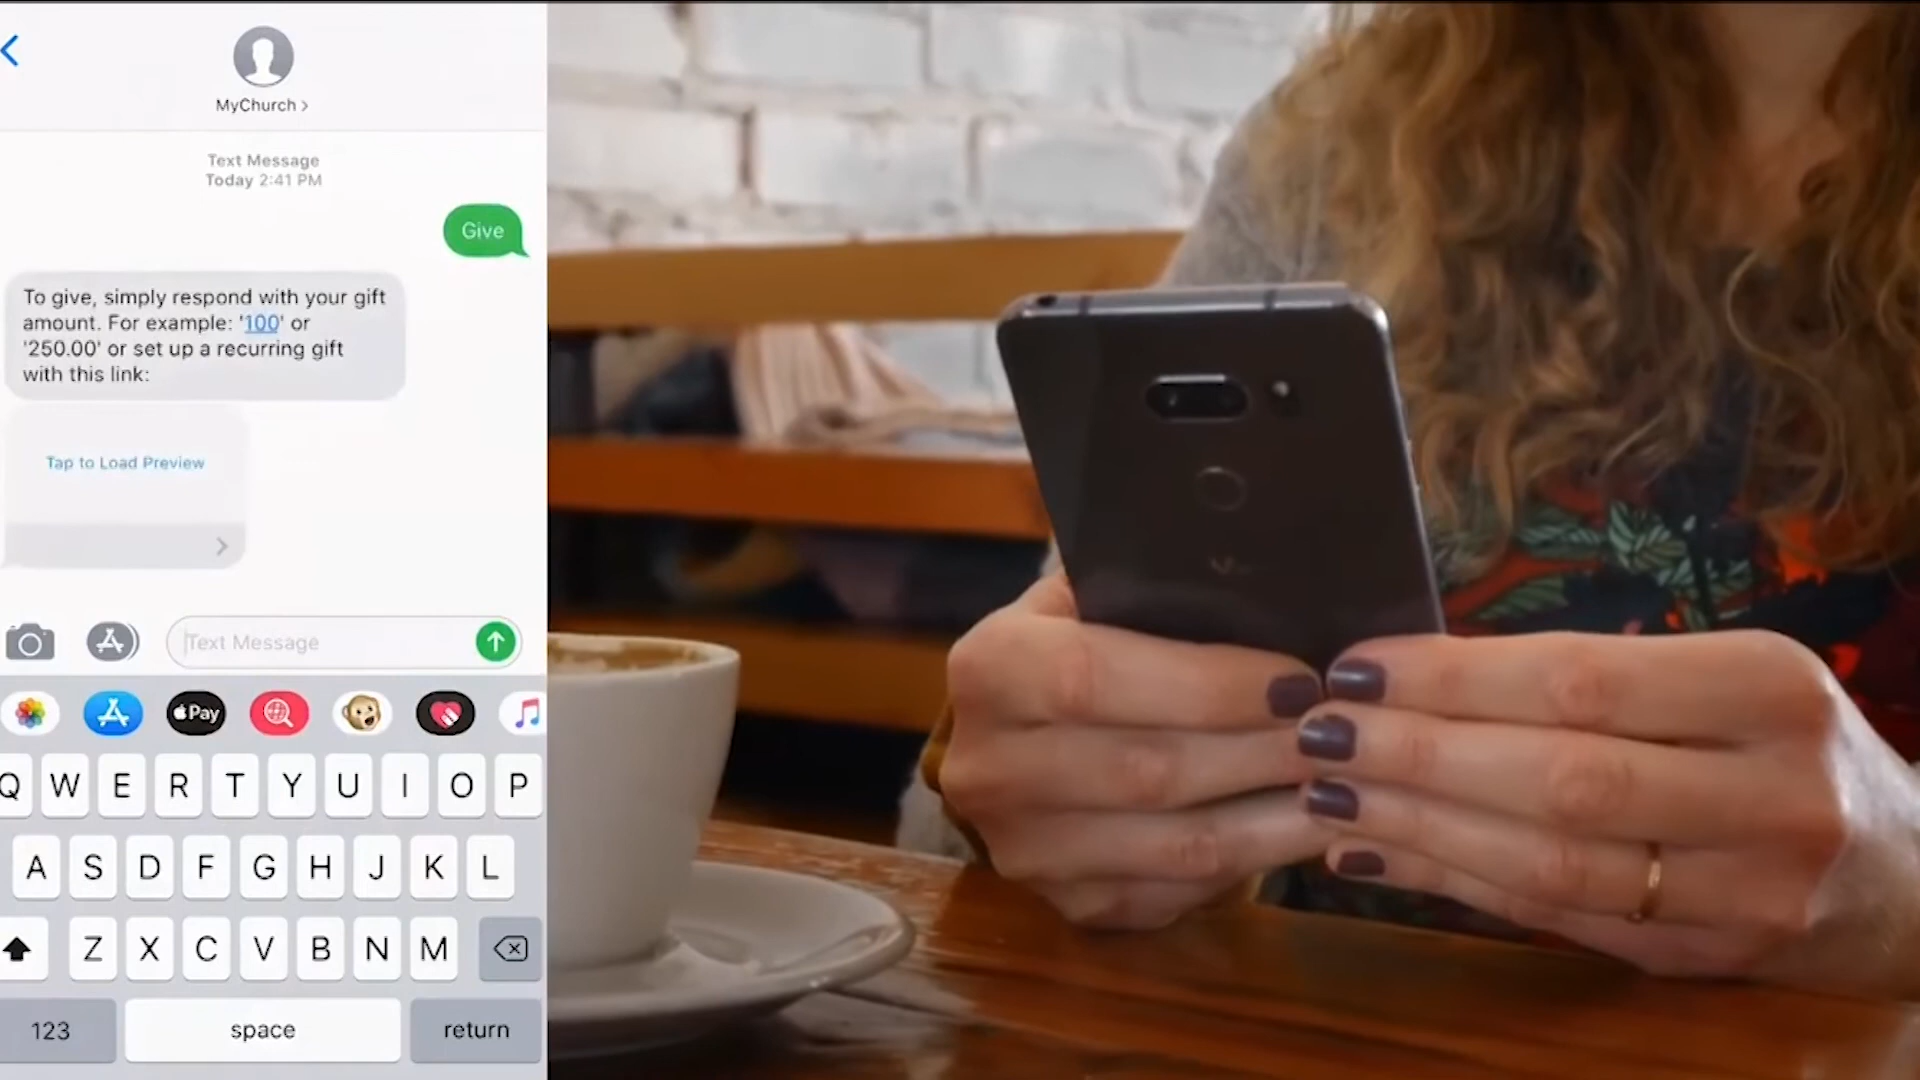 MyChurch >
Text Message
Today 2:41 PM
Give
To give, simply respond with your gift
amount. For example: '100' or
'250.00' or set up a recurring gift
with this link:
Tap to Load Preview
Text Message
Pay
Q W E R T Y U I O P
A S D F G H J K L
Z X C V B N M
123 space return